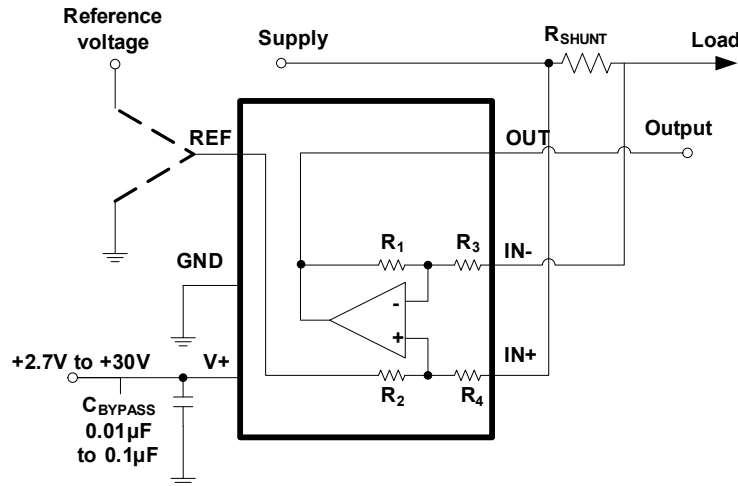 Reference
voltage
Supply
RSHUNT
Load
REF
OUT
Output
R1
R3
GND
IN-
-
+
+2.7V to +30V
V+
IN+
R2
R4
CBYPASS
0.01µF
to 0.1µF